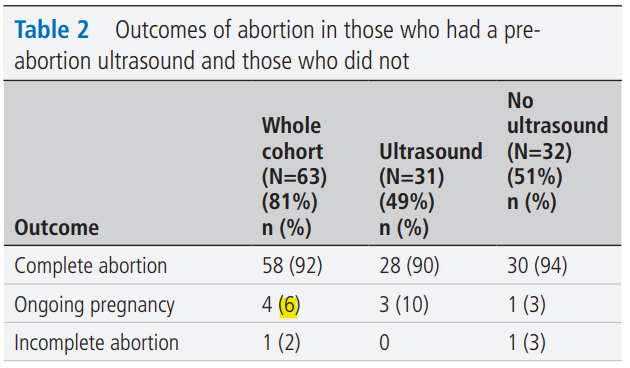 Table 2 Outcomes of abortion in those who had a pre-
abortion ultrasound and those who did not
Outcome Whole cohort (N=63) (81%) n (%) Ultrasound (N=31) (49%) n (%) No ultrasound (N=32) (51%) n (%)
Complete abortion 58 (92) 28 (90) 30 (94)
Ongoing pregnancy 4 (6) 3 (10) 1 (3)
Incomplete abortion 1 (2) 0 1 (3)